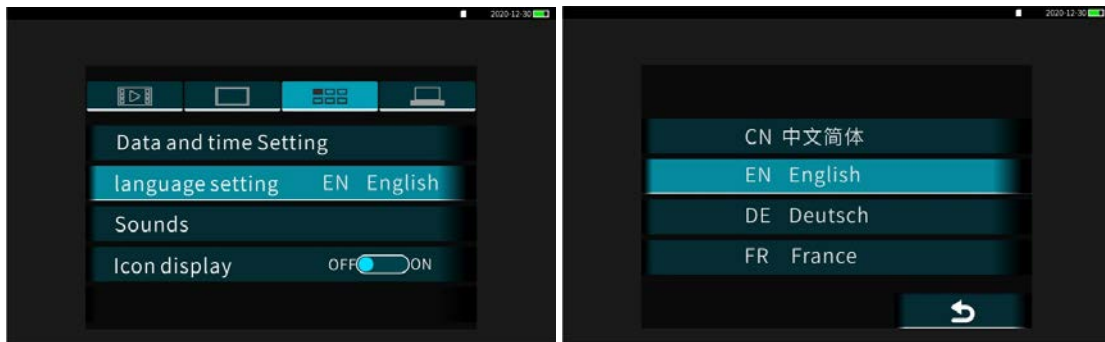 2020-12-30
Data and time Setting
language setting EN English
Sounds
Icon display OFF ON
2020-12-30
CN 中文简体
EN English
DE Deutsch
FR France